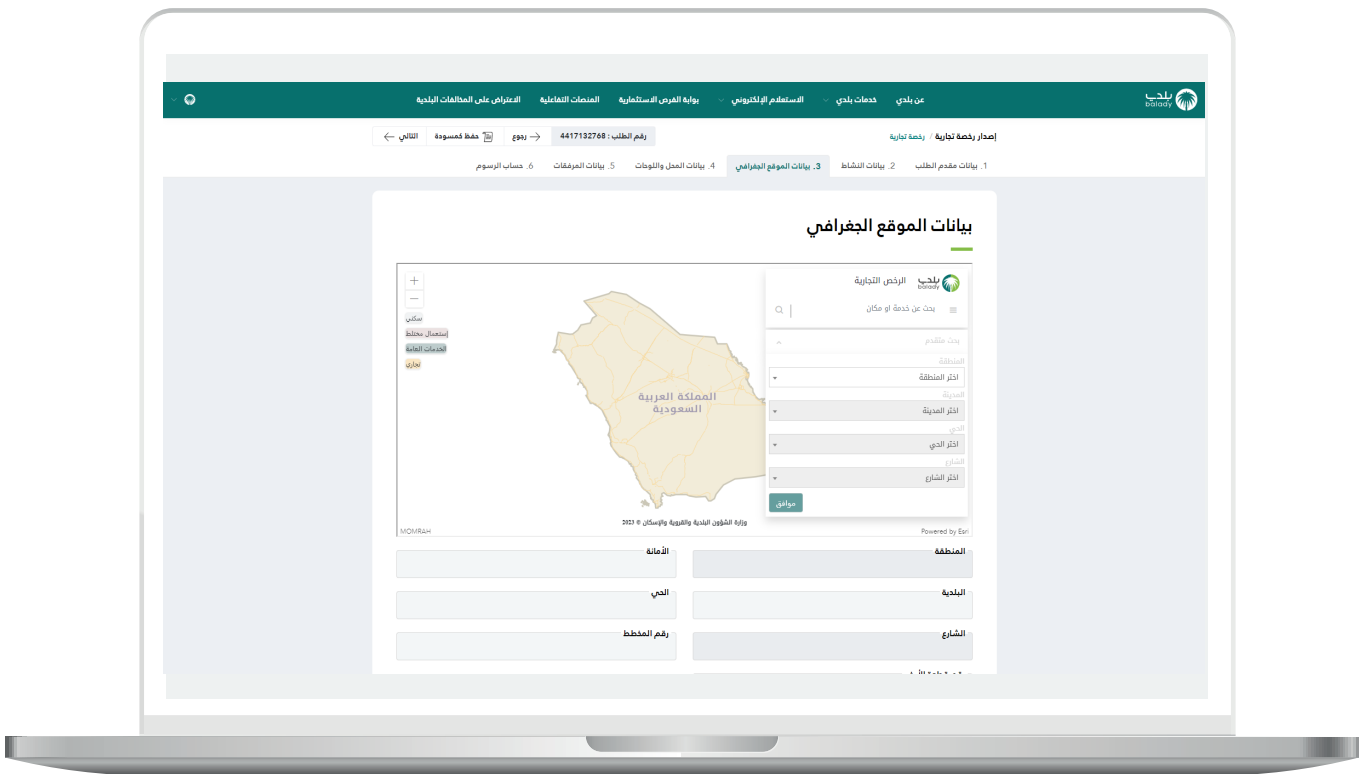 بلدي
balady
عن بلدي
خدمات بلدي
الاستعلام الإلكتروني
بوابة الفرص الاستثمارية
المنصات التفاعلية
الاعتراض على المخالفات البلدية
إصدار رخصة تجارية / رخصة تجارية
رقم الطلب : 4417132768
رجوع
حفظ كمسودة
التالي
1. بيانات مقدم الطلب
2. بيانات النشاط
3. بيانات الموقع الجغرافي
4. بيانات المحل واللوحات
5. بيانات المرفقات
6. حساب الرسوم
بيانات الموقع الجغرافي
بلدي
balady
الرخص التجارية
بحث عن خدمة او مكان
بحث متقدم
المنطقة
اختر المنطقة
المدينة
اختر المدينة
الحي
اختر الحي
الشارع
اختر الشارع
موافق
سكني
إستعمال مختلط
الخدمات العامة
تجاري
المملكة العربية
السعودية
وزارة الشؤون البلدية والقروية والإسكان © 2023
Powered by Esri
MOMRAH
المنطقة
الأمانة
البلدية
الحي
الشارع
رقم المخطط